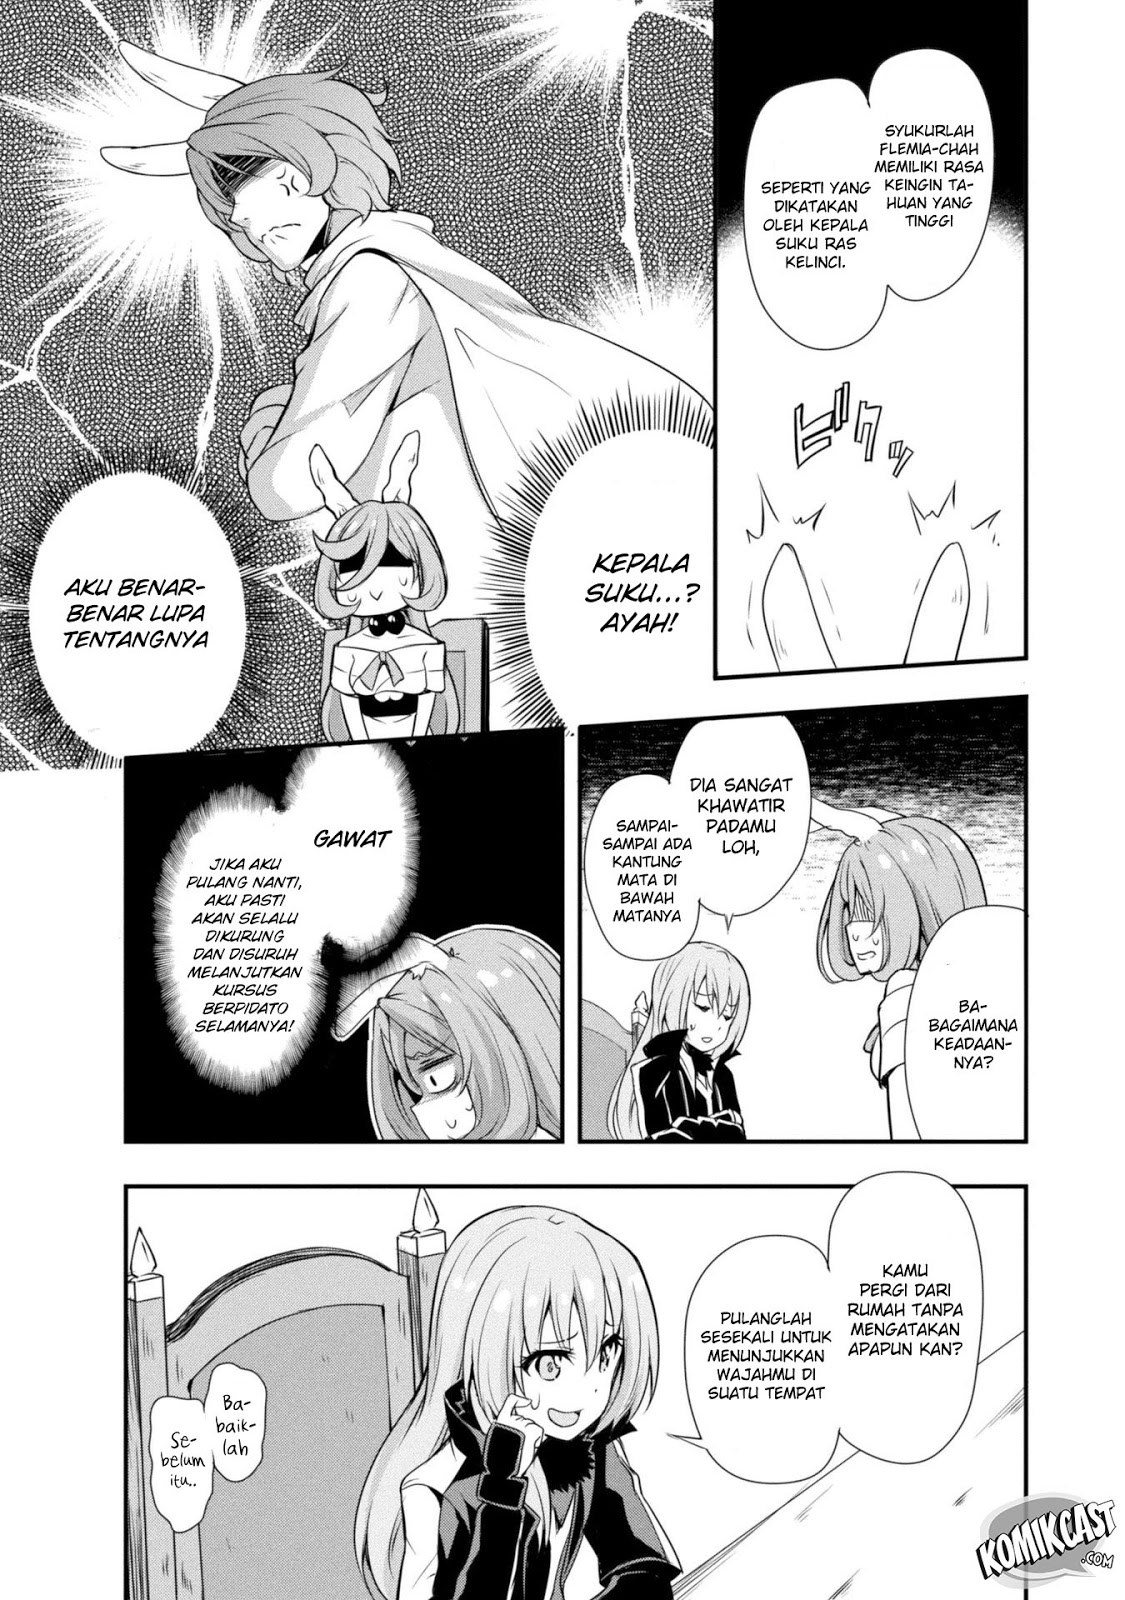 SYUKURLAH
FLEMIA-CHAH
MEMILIKI RASA
KEINGIN TA-
HUAN YANG
TINGGI
SEPERTI YANG
DIKATAKAN
OLEH KEPALA
SUKU RAS
KELINCI.
ビクッ
KEPALA
SUKU...?
AYAH!
AKU BENAR-
BENAR LUPA
TENTANGNYA
DIA SANGAT
KHAWATIR
PADAMU
LOH,
SAMPAI-
SAMPAI ADA
KANTUNG
MATA DI
BAWAH
MATANYA
BA-
BAGAIMANA
KEADAAN-
NYA?
GAWAT
JIKA AKU
PULANG NANTI,
AKU PASTI
AKAN SELALU
DIKURUNG
DAN DISURUH
MELANJUTKAN
KURSUS
BERPIDATO
SELAMANYA!
KAMU
PERGI DARI
RUMAH TANPA
MENGATAKAN
APAPUN KAN?
PULANGLAH
SESEKALI UNTUK
MENUNJUKKAN
WAJAHMU DI
SUATU TEMPAT
Ba-
baik-
lah
Se-
belum
itu..
KOMIKCAST
.COM